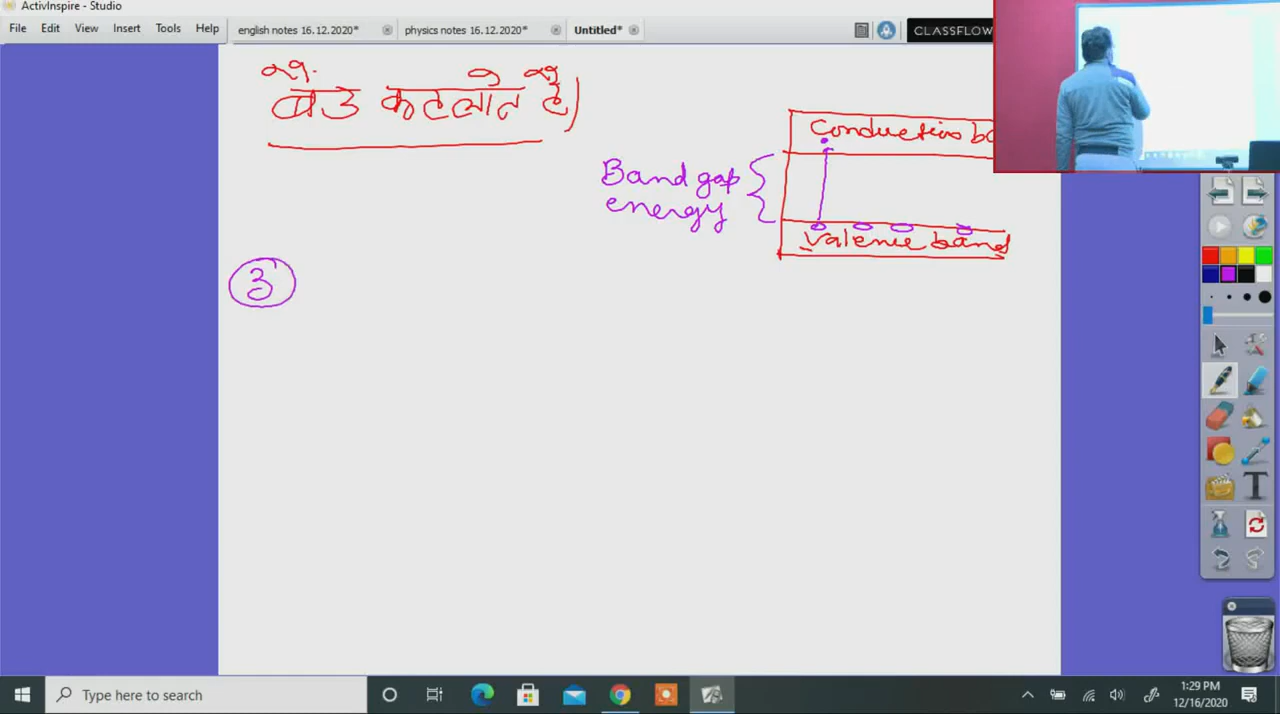 ActivInspire - Studio
File Edit View Insert Tools Help
english notes 16.12.2020* physics notes 16.12.2020* Untitled*
CLASSFLOW
बैंड कहलाते हैं)
Conduction ba
Band gap
energy
Valence band
3
Type here to search
1:29 PM
12/16/2020